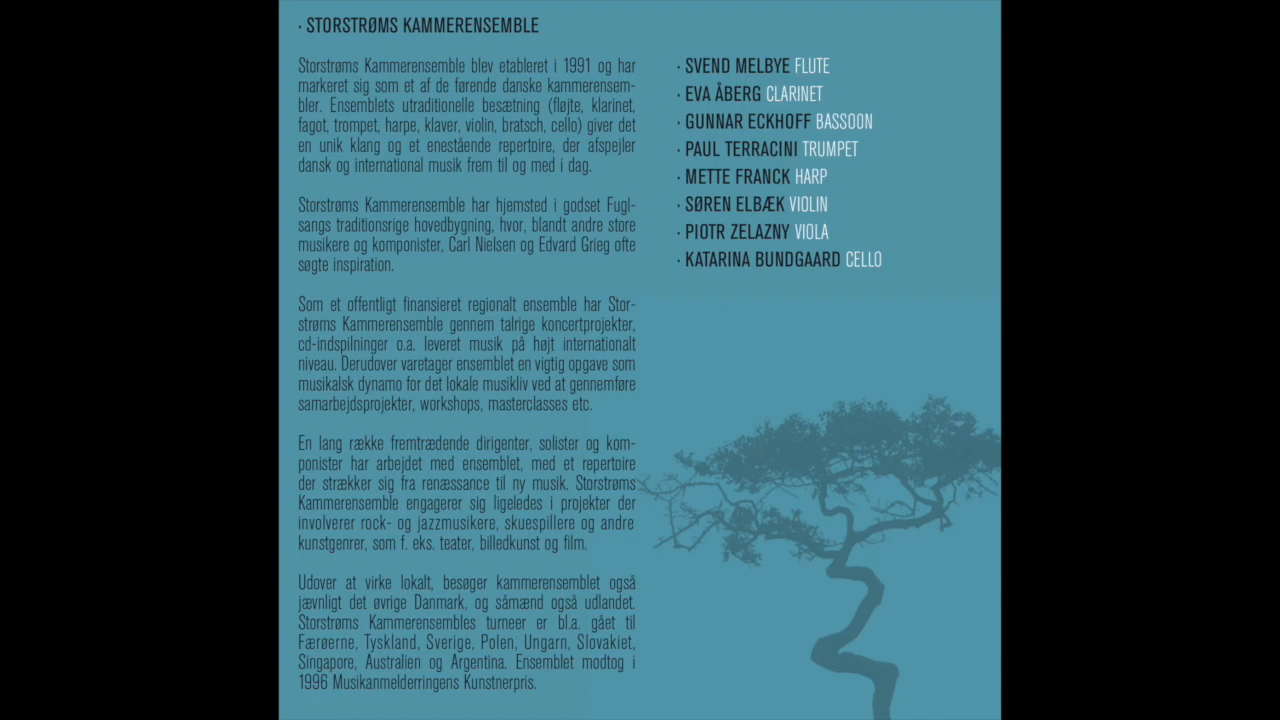 · STORSTRØMS KAMMERENSEMBLE
Storstrøms Kammerensemble blev etableret i 1991 og har
markeret sig som et af de førende danske kammerensem-
bler. Ensemblets utraditionelle besætning (fløjte, klarinet,
fagot, trompet, harpe, klaver, violin, bratsch, cello) giver det
en unik klang og et enestående repertoire, der afspejler
dansk og international musik frem til og med i dag.
Storstrøms Kammerensemble har hjemsted i godset Fugl-
sangs traditionsrige hovedbygning, hvor, blandt andre store
musikere og komponister, Carl Nielsen og Edvard Grieg ofte
søgte inspiration.
Som et offentligt finansieret regionalt ensemble har Stor-
strøms Kammerensemble gennem talrige koncertprojekter,
cd-indspilninger o.a. leveret musik på højt internationalt
niveau. Derudover varetager ensemblet en vigtig opgave som
musikalsk dynamo for det lokale musikliv ved at gennemføre
samarbejdsprojekter, workshops, masterclasses etc.
En lang række fremtrædende dirigenter, solister og kom-
ponister har arbejdet med ensemblet, med et repertoire
der strækker sig fra renæssance til ny musik. Storstrøms
Kammerensemble engagerer sig ligeledes i projekter der
involverer rock- og jazzmusikere, skuespillere og andre
kunstgenrer, som f. eks. teater, billedkunst og film.
Udover at virke lokalt, besøger kammerensemblet også
jævnligt det øvrige Danmark, og såmænd også udlandet.
Storstrøms Kammerensembles turneer er bl.a. gået til
Færøerne, Tyskland, Sverige, Polen, Ungarn, Slovakiet,
Singapore, Australien og Argentina. Ensemblet modtog i
1996 Musikanmelderringens Kunstnerpris.
· SVEND MELBYE FLUTE
· EVA ÅBERG CLARINET
· GUNNAR ECKHOFF BASSOON
· PAUL TERRACINI TRUMPET
· METTE FRANCK HARP
· SØREN ELBÆK VIOLIN
· PIOTR ZELAZNY VIOLA
· KATARINA BUNDGAARD CELLO